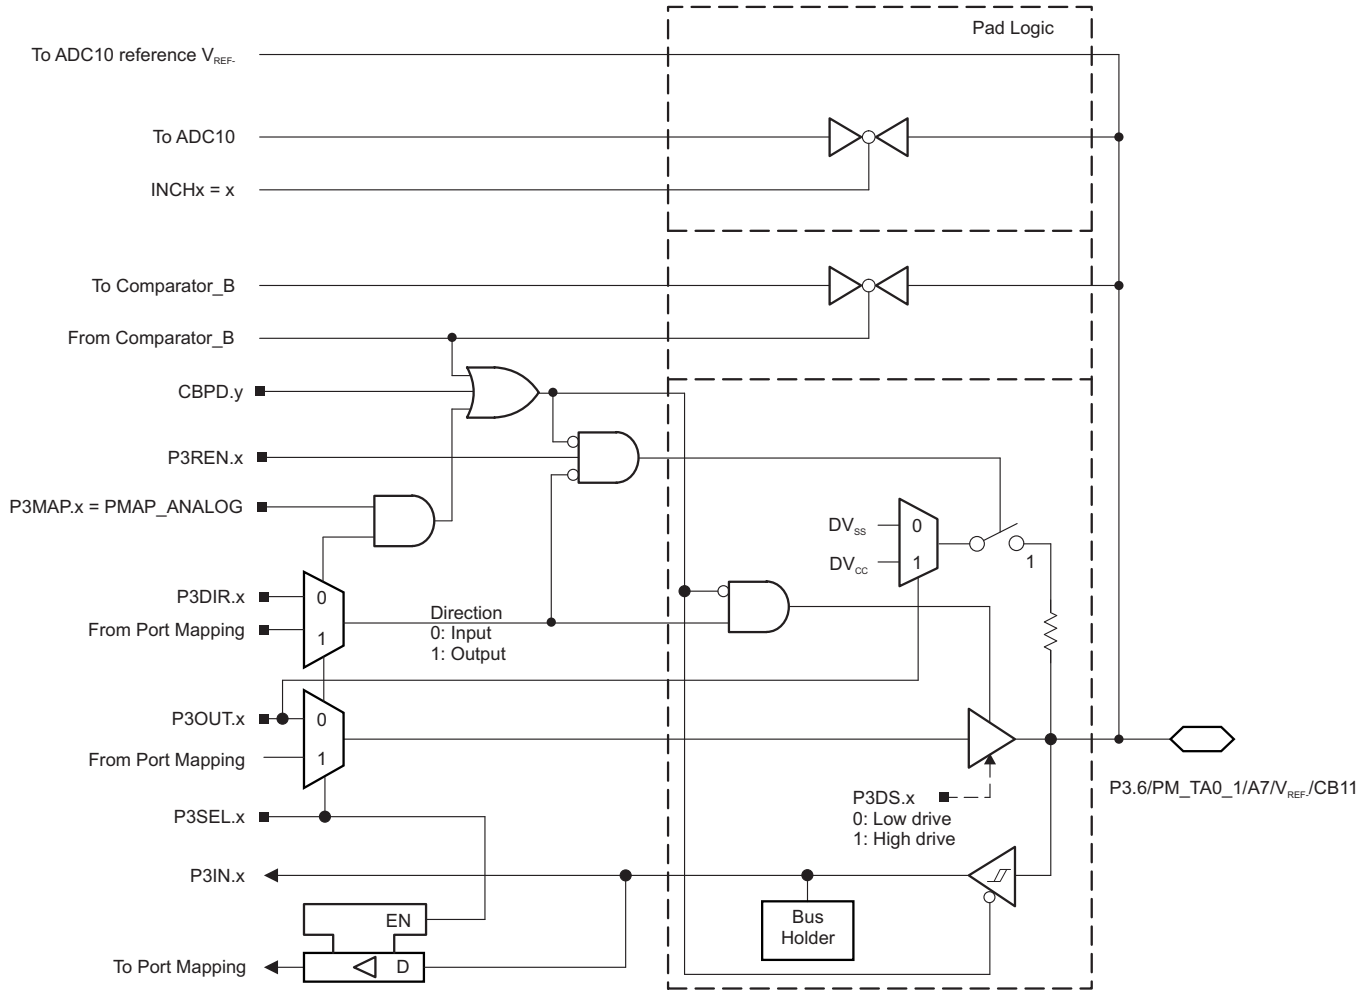 Pad Logic
To ADC10 reference VREF-
To ADC10
INCHx = x
To Comparator_B
From Comparator_B
CBPD.y
P3REN.x
P3MAP.x = PMAP_ANALOG
DVSS
0
DVCC
1
1
P3DIR.x
0
From Port Mapping
1
Direction
0: Input
1: Output
P3OUT.x
0
From Port Mapping
1
P3DS.x
0: Low drive
1: High drive
P3.6/PM_TA0_1/A7/VREF-/CB11
P3SEL.x
P3IN.x
EN
Bus
Holder
To Port Mapping
D